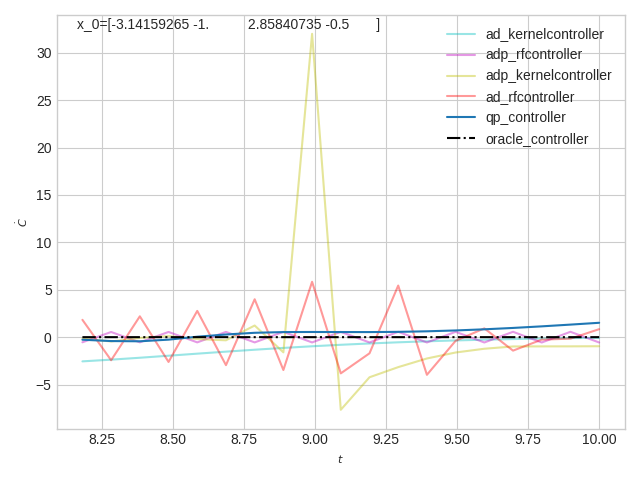 x_0=[-3.14159265 -1. 2.85840735 -0.5 ]
ad_kernelcontroller
adp_rfcontroller
adp_kernelcontroller
ad_rfcontroller
qp_controller
oracle_controller
30
25
20
15
10
5
0
−5
Ċ
8.25 8.50 8.75 9.00 9.25 9.50 9.75 10.00
t